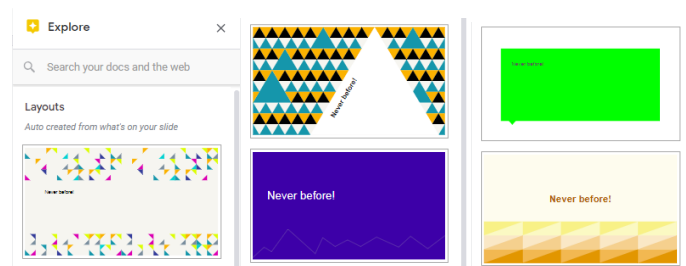 Explore
Search your docs and the web
Layouts
Auto created from what's on your slide
Never before!
Never before!
Never before!
Never before!
Never before!